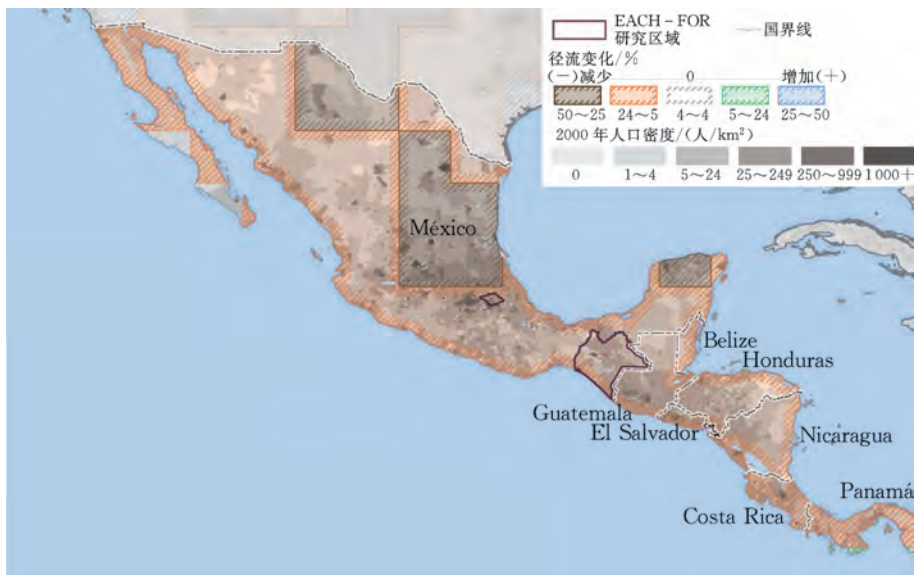 EACH-FOR
研究区域
国界线
径流变化/%
(一)减少 0 增加(+)
50～25 24～5 4～4 5～24 25～50
2000 年人口密度/(人/km²)
0 1～4 5～24 25～249 250～999 1 000＋
México
Belize
Honduras
Guatemala
El Salvador
Nicaragua
Panamá
Costa Rica